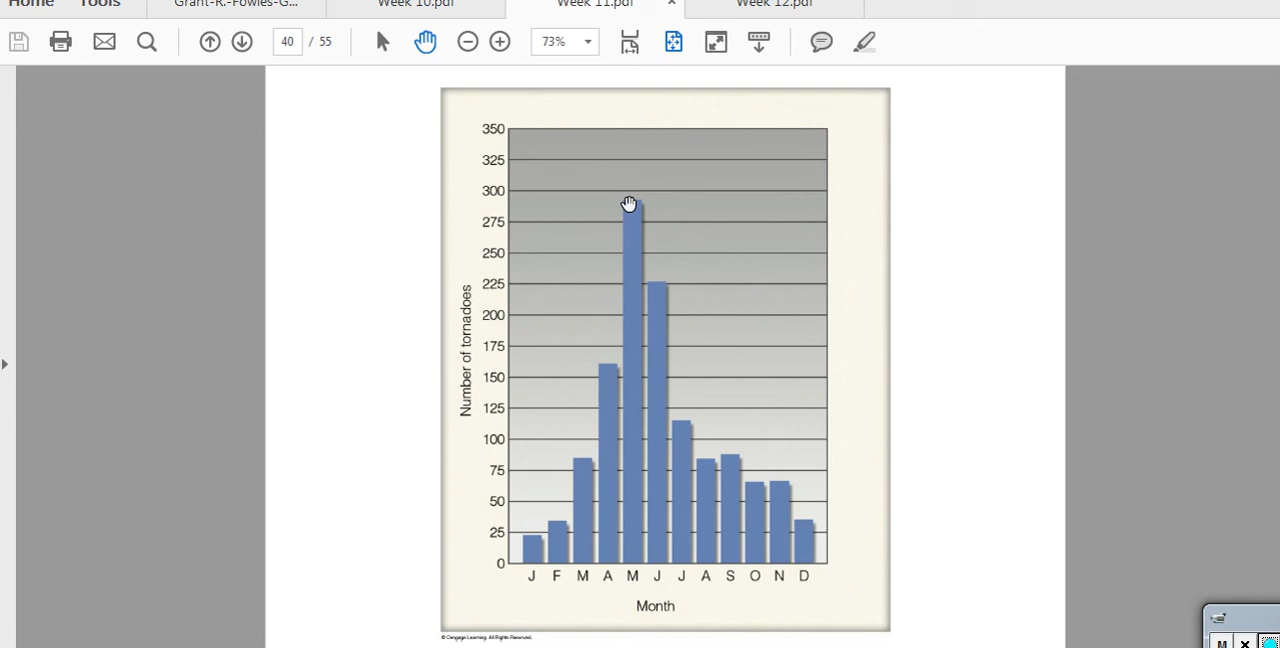 Home Tools Grant-R.-Fowles-G... Week 10.pdf Week 11.pdf × Week 12.pdf
40 / 55 73%
350
325
300
275
250
225
200
175
150
125
100
75
50
25
0
Number of tornadoes
J F M A M J J A S O N D
Month
© Cengage Learning. All Rights Reserved.
M